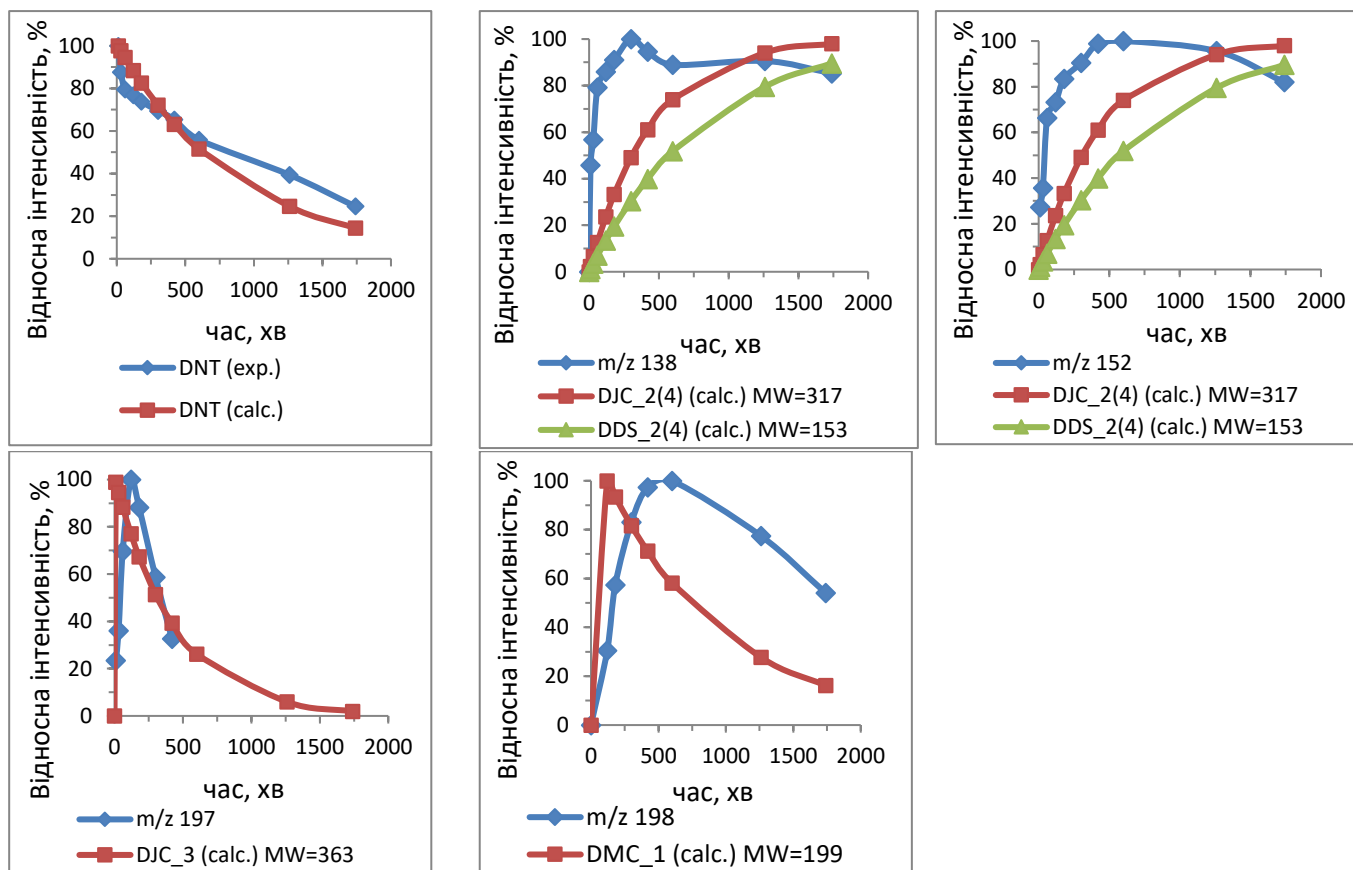 Відносна інтенсивність, %
100
80
60
40
20
0
0 500 1000 1500 2000
час, хв
DNT (exp.)
DNT (calc.)
Відносна інтенсивність, %
100
80
60
40
20
0
0 500 1000 1500 2000
час, хв
m/z 138
DJC_2(4) (calc.) MW=317
DDS_2(4) (calc.) MW=153
Відносна інтенсивність, %
100
80
60
40
20
0
0 500 1000 1500 2000
час, хв
m/z 152
DJC_2(4) (calc.) MW=317
DDS_2(4) (calc.) MW=153
Відносна інтенсивність, %
100
80
60
40
20
0
0 500 1000 1500 2000
час, хв
m/z 197
DJC_3 (calc.) MW=363
Відносна інтенсивність, %
100
80
60
40
20
0
0 500 1000 1500 2000
час, хв
m/z 198
DMC_1 (calc.) MW=199